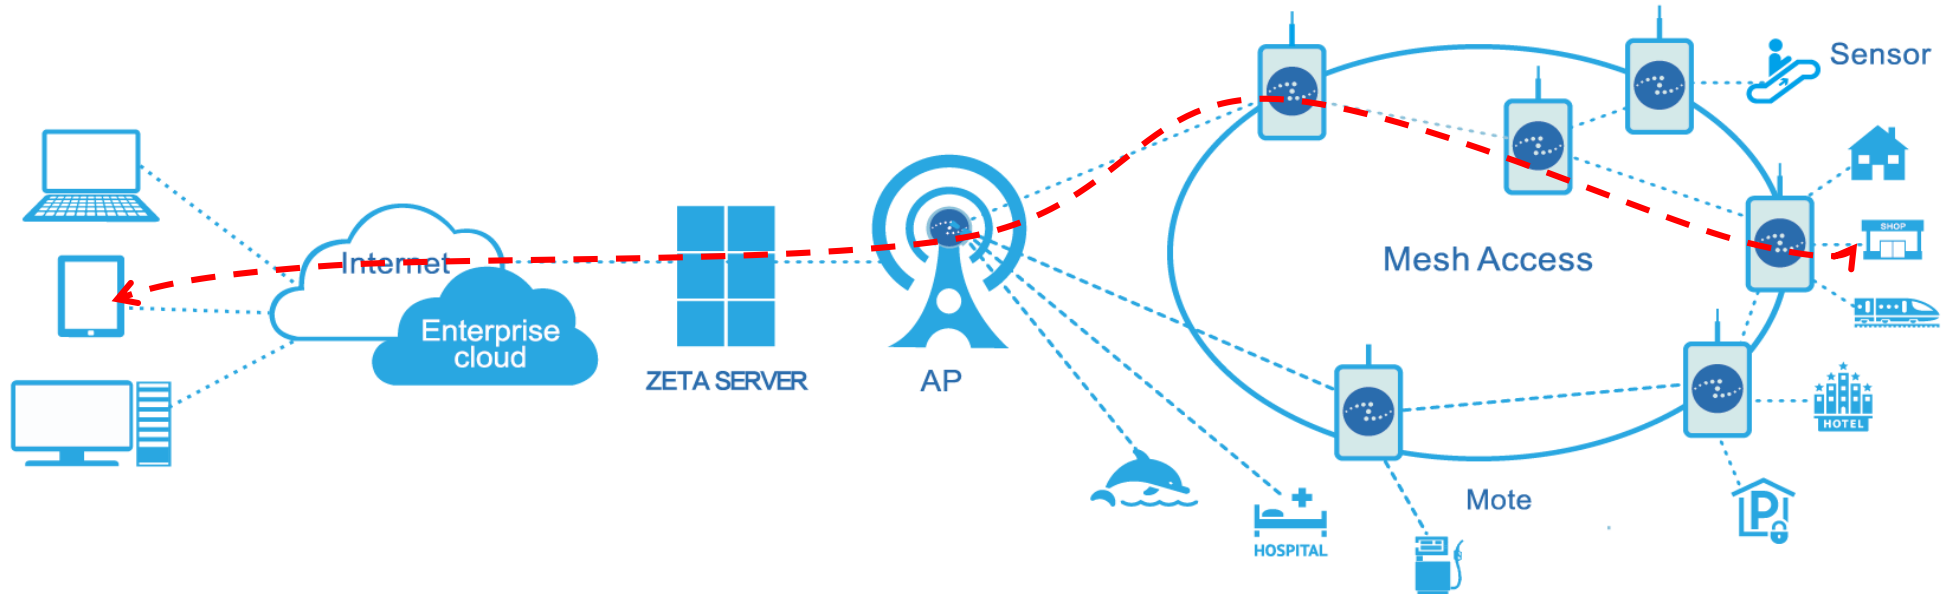 Sensor
SHOP
Internet
Mesh Access
Enterprise
cloud
ZETA SERVER
AP
HOTEL
Mote
P
HOSPITAL